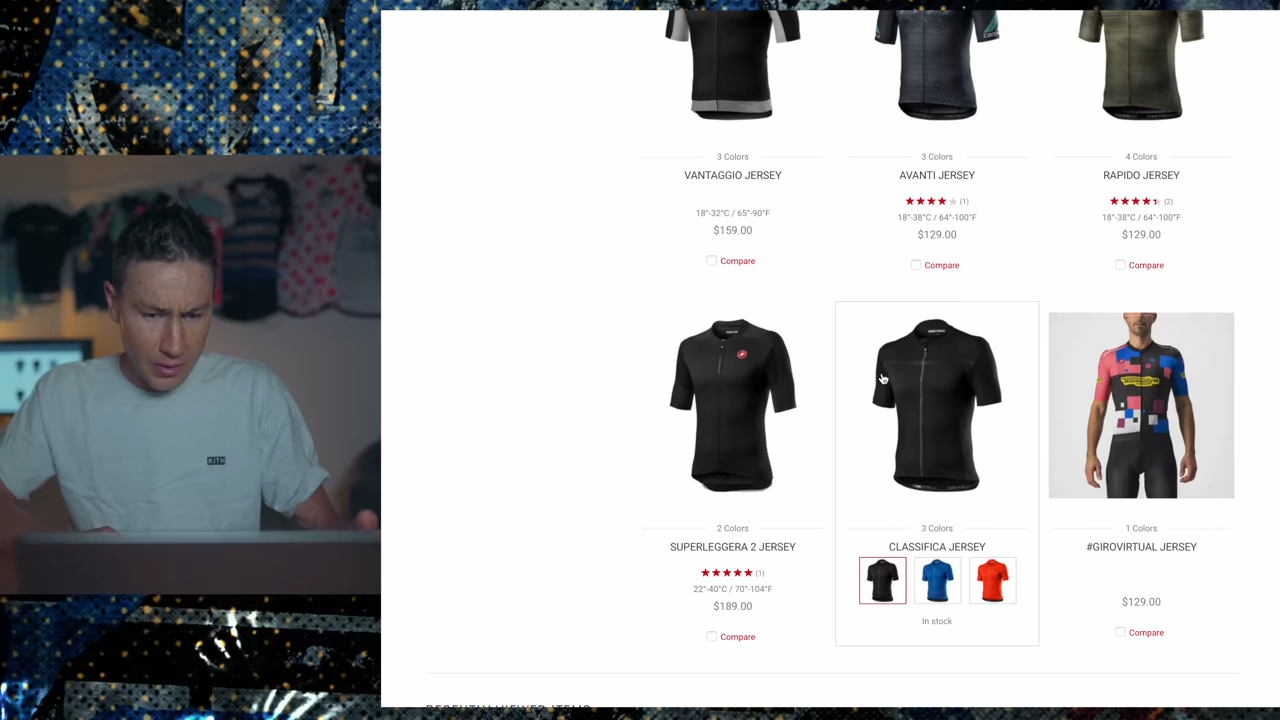 KITH
3 Colors
VANTAGGIO JERSEY
18°-32°C / 65°-90°F
$159.00
Compare
3 Colors
AVANTI JERSEY
(1)
18°-38°C / 64°-100°F
$129.00
Compare
4 Colors
RAPIDO JERSEY
(2)
18°-38°C / 64°-100°F
$129.00
Compare
2 Colors
SUPERLEGGERA 2 JERSEY
(1)
22°-40°C / 70°-104°F
$189.00
Compare
3 Colors
CLASSIFICA JERSEY
In stock
1 Colors
#GIROVIRTUAL JERSEY
$129.00
Compare
RECENTLY VIEWED ITEMS